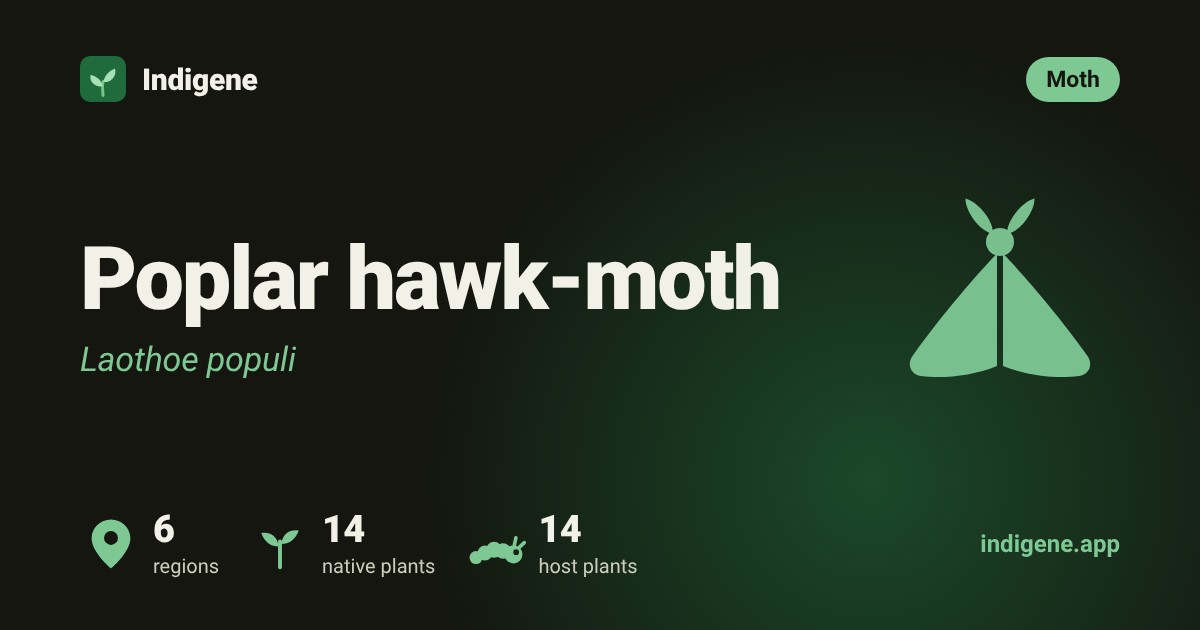 Indigene
Moth
Poplar hawk-moth
Laothoe populi
6
regions
14
native plants
14
host plants
indigene.app